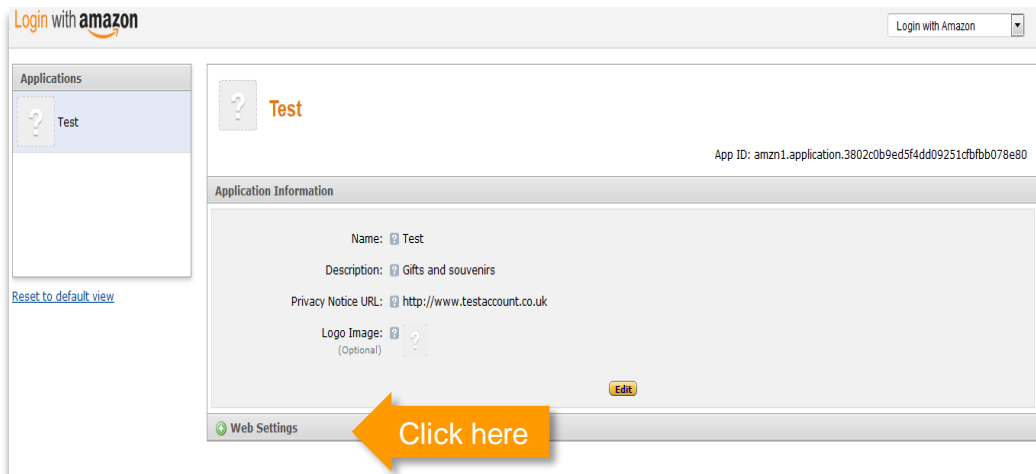 Login with amazon
Login with Amazon
Applications
Test
Reset to default view
Test
App ID: amzn1.application.3802c0b9ed5f4dd09251cfbfbb078e80
Application Information
Name: ? Test
Description: ? Gifts and souvenirs
Privacy Notice URL: ? http://www.testaccount.co.uk
Logo Image: ?
(Optional)
Edit
Web Settings
Click here